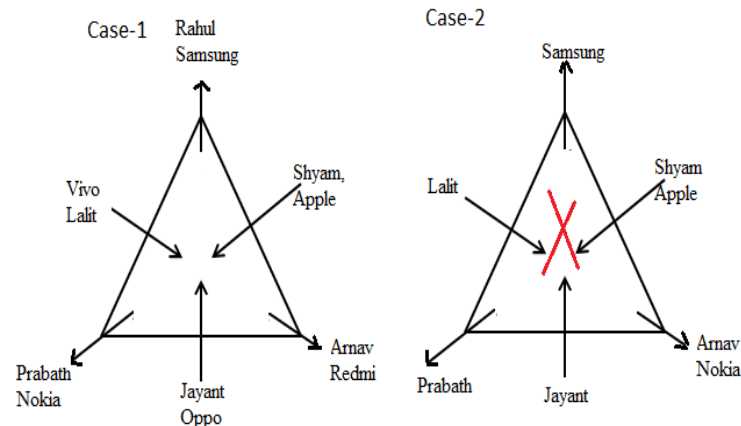 Case-1
Rahul
Samsung
Vivo
Lalit
Shyam,
Apple
Prabath
Nokia
Jayant
Oppo
Arnav
Redmi
Case-2
Samsung
Lalit
Shyam
Apple
Prabath
Jayant
Arnav
Nokia